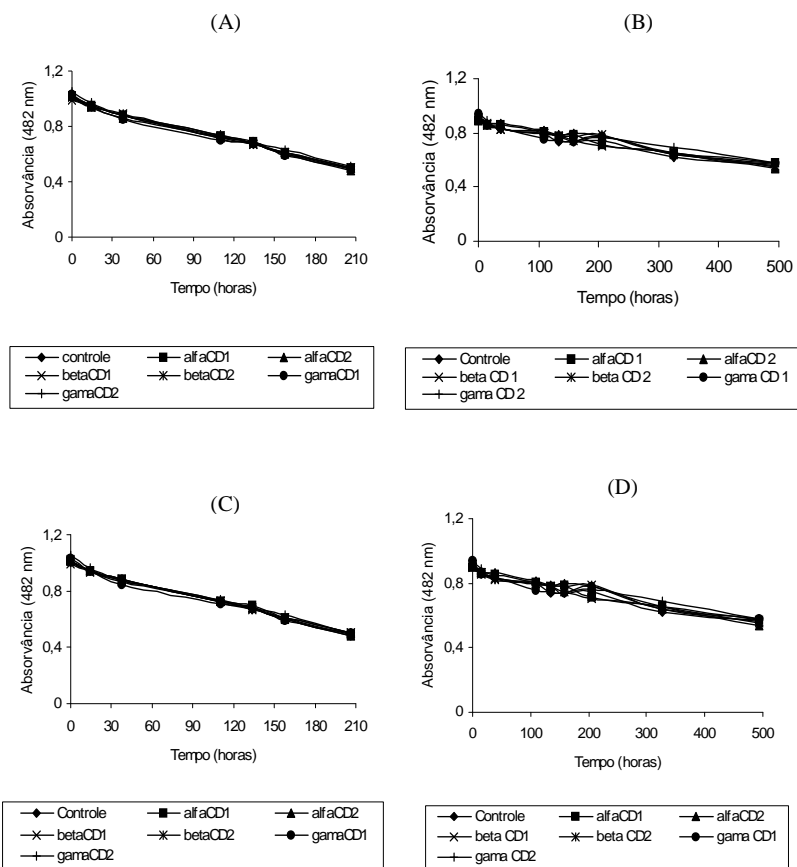 (A)
Absorvância (482 nm)
1,2
0,8
0,4
0
0 30 60 90 120 150 180 210
Tempo (horas)
controle alfaCD1 alfaCD2
betaCD1 betaCD2 gamaCD1
gamaCD2
(B)
Absorvância (482 nm)
1,2
0,8
0,4
0
0 100 200 300 400 500
Tempo (horas)
Controle alfaCD 1 alfaCD 2
beta CD 1 beta CD 2 gama CD 1
gama CD 2
(C)
Absorvância (482 nm)
1,2
0,8
0,4
0
0 30 60 90 120 150 180 210
Tempo (horas)
Controle alfaCD1 alfaCD2
betaCD1 betaCD2 gamaCD1
gamaCD2
(D)
Absorvância (482 nm)
1,2
0,8
0,4
0
0 100 200 300 400 500
Tempo (horas)
Controle alfaCD1 alfaCD2
beta CD1 beta CD2 gama CD1
gama CD2